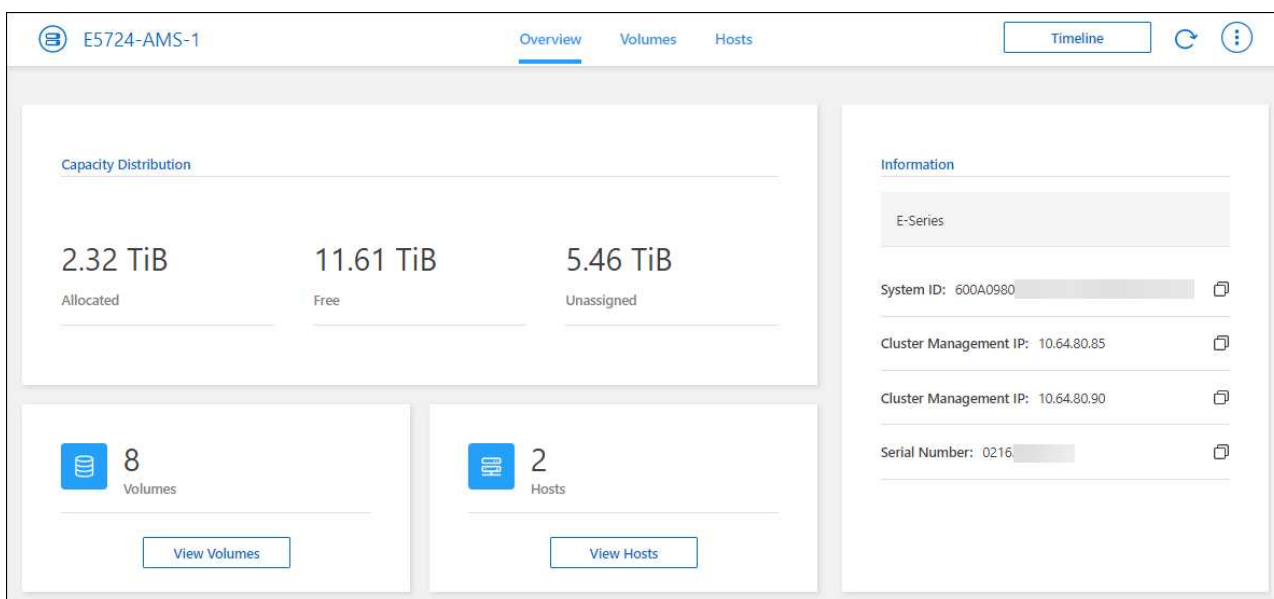 E5724-AMS-1
Overview
Volumes
Hosts
Timeline
Capacity Distribution
2.32 TiB
Allocated
11.61 TiB
Free
5.46 TiB
Unassigned
8
Volumes
View Volumes
2
Hosts
View Hosts
Information
E-Series
System ID: 600A0980
Cluster Management IP: 10.64.80.85
Cluster Management IP: 10.64.80.90
Serial Number: 0216